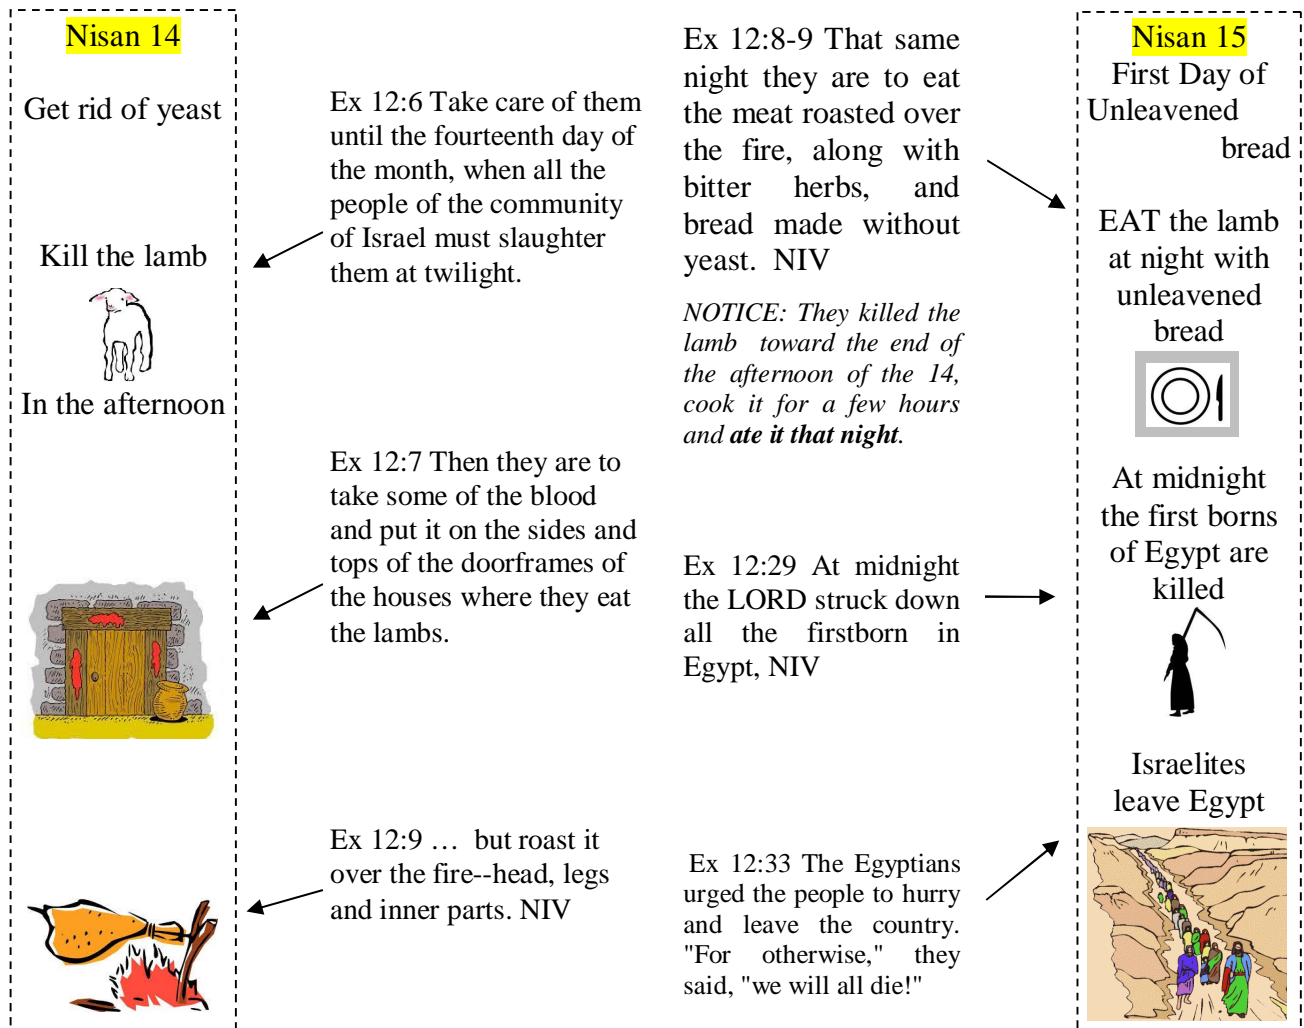 Nisan 14
Get rid of yeast
Kill the lamb
In the afternoon
Ex 12:6 Take care of them
until the fourteenth day of
the month, when all the
people of the community
of Israel must slaughter
them at twilight.
Ex 12:7 Then they are to
take some of the blood
and put it on the sides and
tops of the doorframes of
the houses where they eat
the lambs.
Ex 12:9 … but roast it
over the fire--head, legs
and inner parts. NIV
Ex 12:8-9 That same
night they are to eat
the meat roasted over
the fire, along with
bitter herbs, and
bread made without
yeast. NIV
NOTICE: They killed the
lamb toward the end of
the afternoon of the 14,
cook it for a few hours
and ate it that night.
Ex 12:29 At midnight
the LORD struck down
all the firstborn in
Egypt, NIV
Ex 12:33 The Egyptians
urged the people to hurry
and leave the country.
"For otherwise," they
said, "we will all die!"
Nisan 15
First Day of
Unleavened
bread
EAT the lamb
at night with
unleavened
bread
At midnight
the first borns
of Egypt are
killed
Israelites
leave Egypt